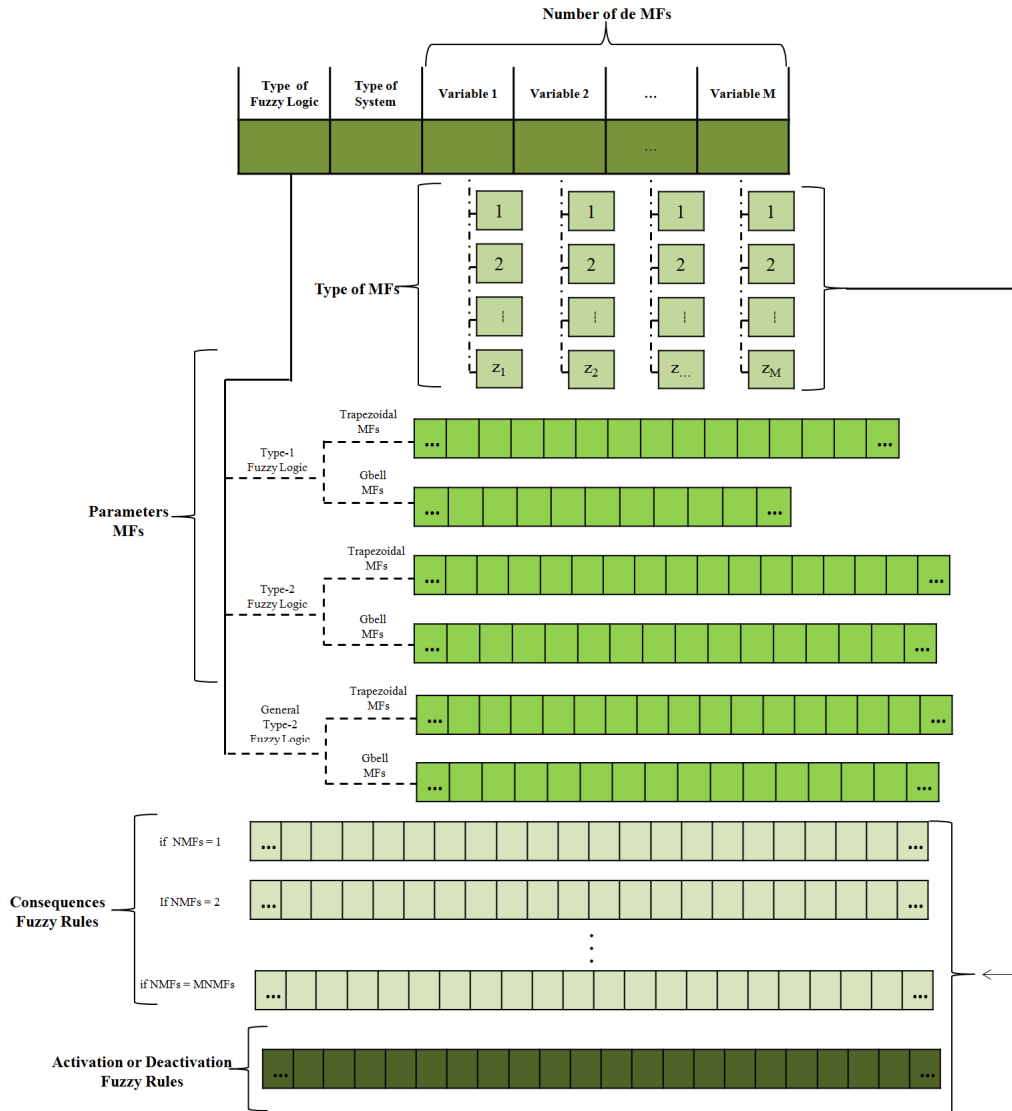 Number of de MFs
Type of
Fuzzy Logic
Type of
System
Variable 1
Variable 2
...
Variable M
...
Type of MFs
1
1
1
1
2
2
2
2
⁞
⁞
⁞
⁞
z1
z2
z...
zM
Parameters
MFs
Type-1
Fuzzy Logic
Trapezoidal
MFs
...
...
Gbell
MFs
...
...
Type-2
Fuzzy Logic
Trapezoidal
MFs
...
...
Gbell
MFs
...
...
General
Type-2
Fuzzy Logic
Trapezoidal
MFs
...
...
Gbell
MFs
...
...
Consequences
Fuzzy Rules
if NMFs = 1
...
...
If NMFs = 2
...
...
⋮
if NMFs = MNMFs
...
...
Activation or Deactivation
Fuzzy Rules
...
...